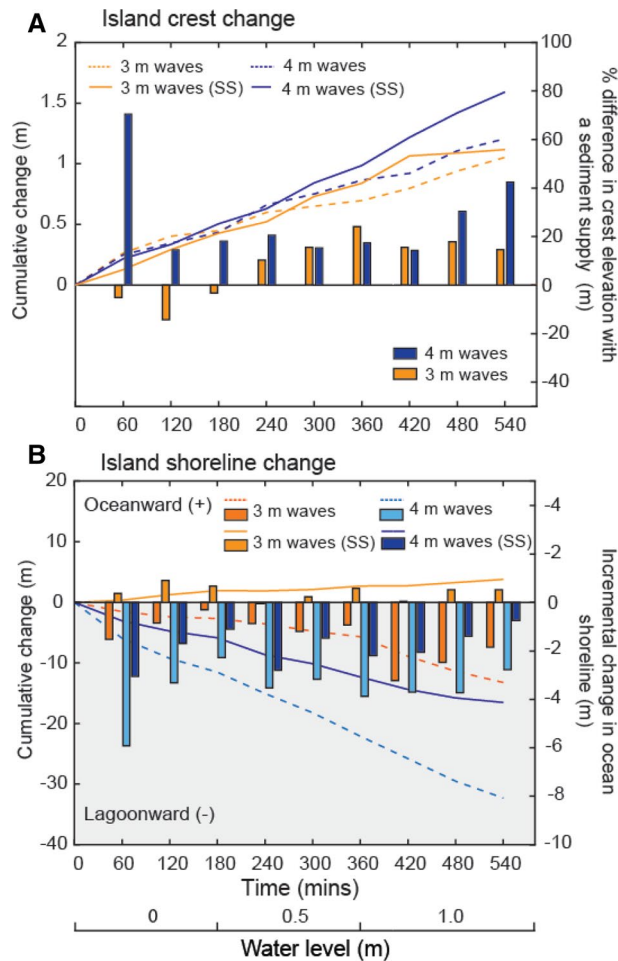 A
Island crest change
2
1.5
1
0.5
0
Cumulative change (m)
3 m waves
4 m waves
3 m waves (SS)
4 m waves (SS)
100
80
60
40
20
0
-20
-40
% difference in crest elevation with
a sediment supply (m)
4 m waves
3 m waves
0 60 120 180 240 300 360 420 480 540
B
Island shoreline change
20
10
0
-10
-20
-30
-40
Cumulative change (m)
Oceanward (+)
3 m waves
4 m waves
3 m waves (SS)
4 m waves (SS)
Lagoonward (-)
-4
-2
0
2
4
-6
-8
-10
Incremental change in ocean
shoreline (m)
0 60 120 180 240 300 360 420 480 540
Time (mins)
0 0.5 1.0
Water level (m)